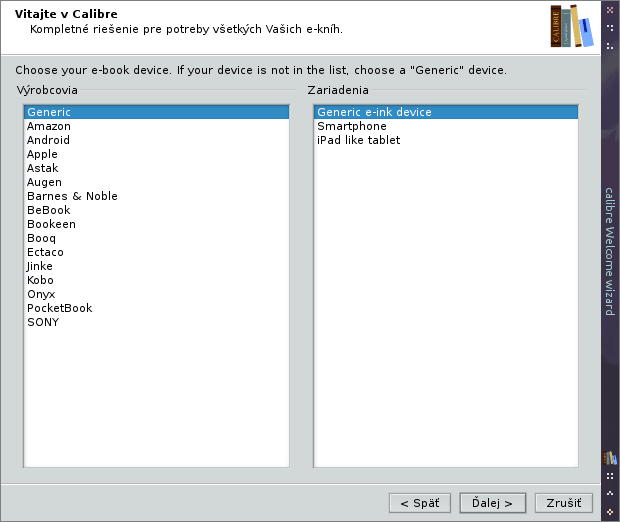 Vitajte v Calibre
Kompletné riešenie pre potreby všetkých Vašich e-kníh.
CALIBRE
Choose your e-book device. If your device is not in the list, choose a "Generic" device.
Výrobcovia
Generic
Amazon
Android
Apple
Astak
Augen
Barnes & Noble
BeBook
Bookeen
Booq
Ectaco
Jinke
Kobo
Onyx
PocketBook
SONY
Zariadenia
Generic e-ink device
Smartphone
iPad like tablet
calibre Welcome wizard
< Späť
Ďalej >
Zrušiť